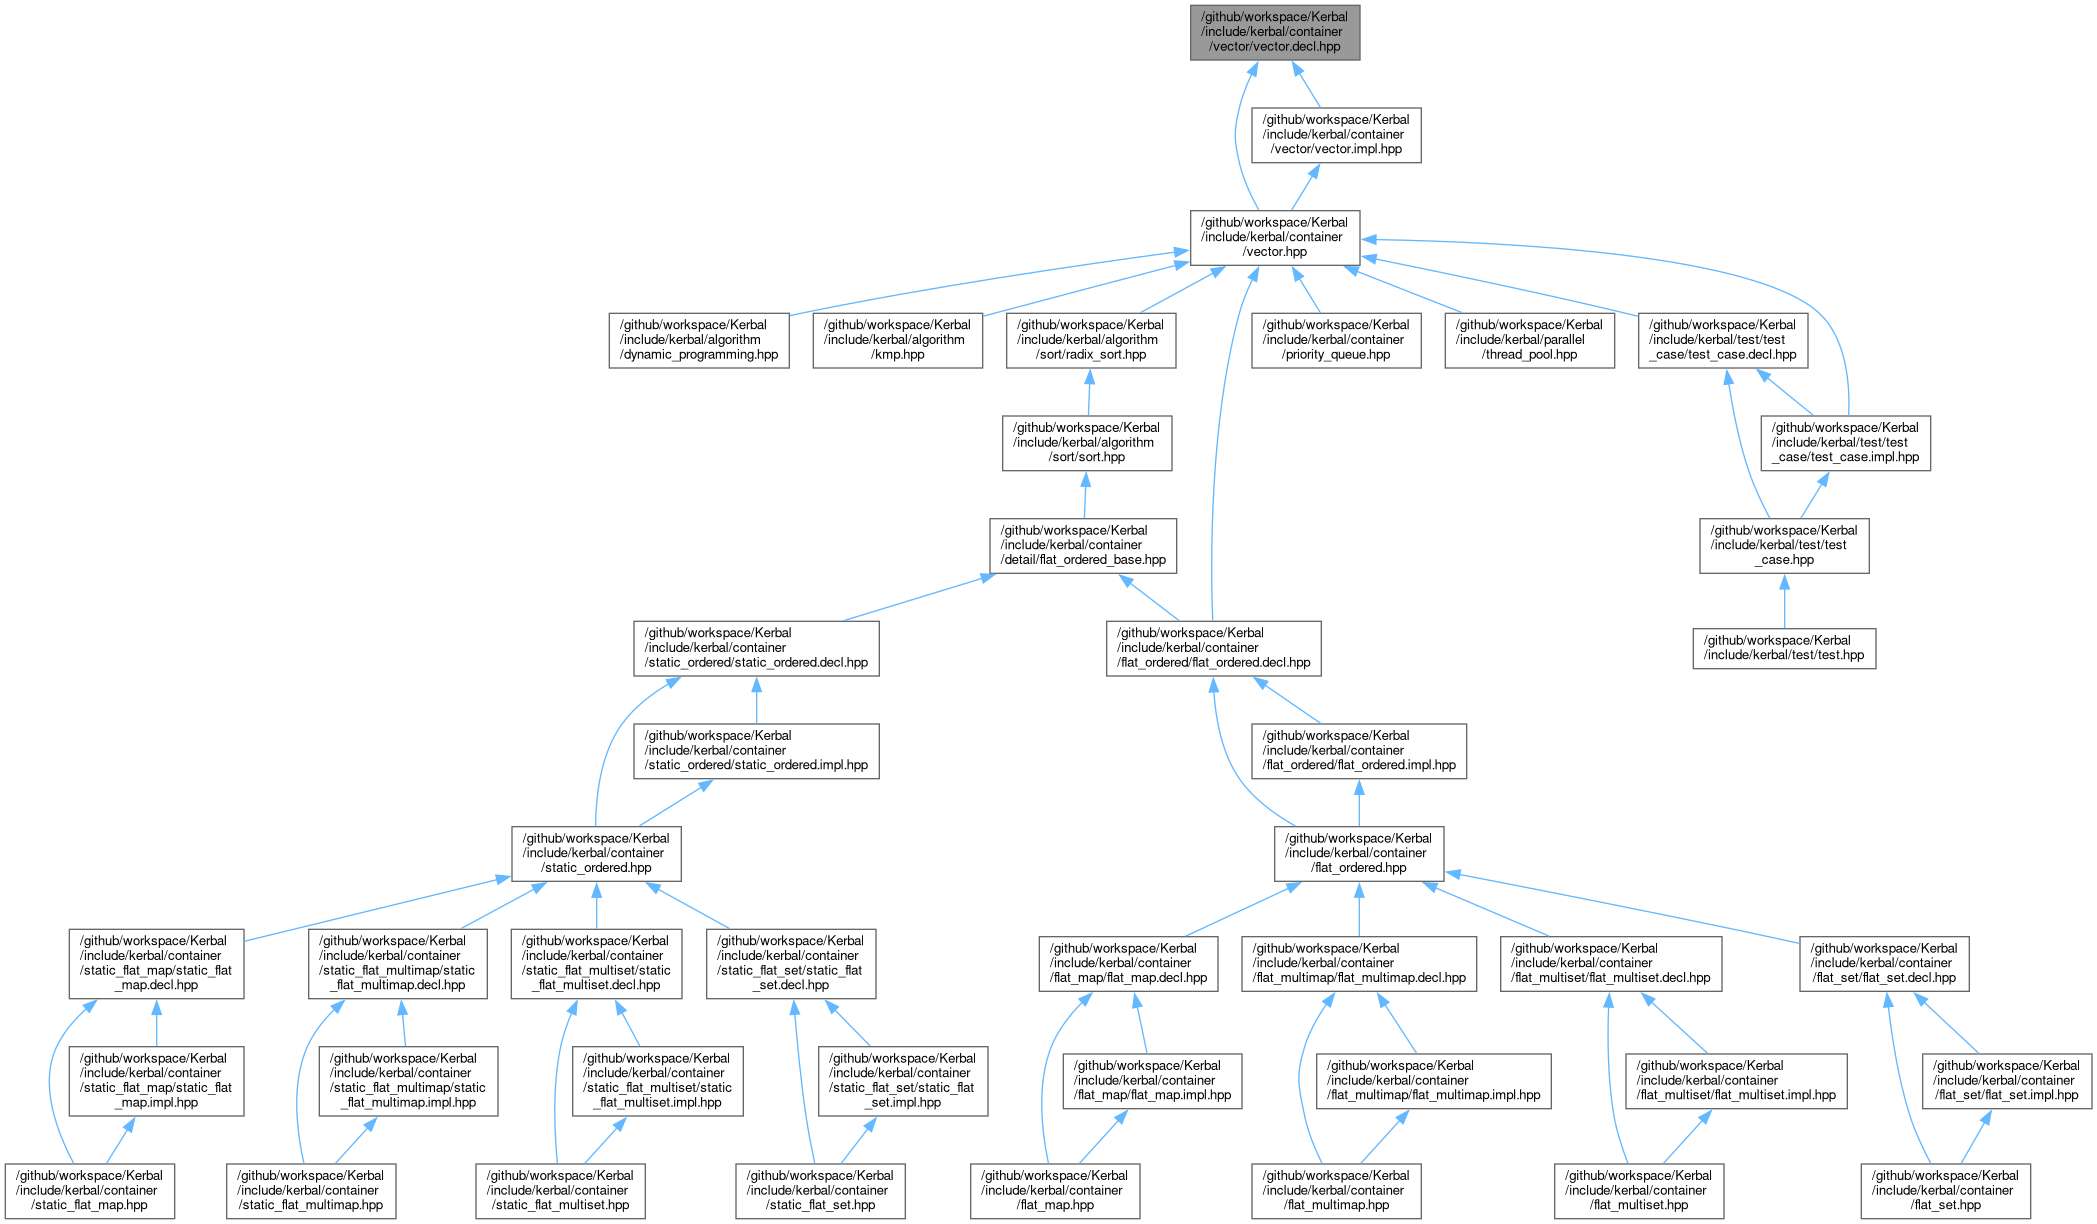 /github/workspace/Kerbal
/include/kerbal/container
/vector/vector.decl.hpp
/github/workspace/Kerbal
/include/kerbal/container
/vector/vector.impl.hpp
/github/workspace/Kerbal
/include/kerbal/container
/vector.hpp
/github/workspace/Kerbal
/include/kerbal/algorithm
/dynamic_programming.hpp
/github/workspace/Kerbal
/include/kerbal/algorithm
/kmp.hpp
/github/workspace/Kerbal
/include/kerbal/algorithm
/sort/radix_sort.hpp
/github/workspace/Kerbal
/include/kerbal/container
/priority_queue.hpp
/github/workspace/Kerbal
/include/kerbal/parallel
/thread_pool.hpp
/github/workspace/Kerbal
/include/kerbal/test/test
_case/test_case.decl.hpp
/github/workspace/Kerbal
/include/kerbal/algorithm
/sort/sort.hpp
/github/workspace/Kerbal
/include/kerbal/test/test
_case/test_case.impl.hpp
/github/workspace/Kerbal
/include/kerbal/container
/detail/flat_ordered_base.hpp
/github/workspace/Kerbal
/include/kerbal/test/test
_case.hpp
/github/workspace/Kerbal
/include/kerbal/container
/static_ordered/static_ordered.decl.hpp
/github/workspace/Kerbal
/include/kerbal/container
/flat_ordered/flat_ordered.decl.hpp
/github/workspace/Kerbal
/include/kerbal/test/test.hpp
/github/workspace/Kerbal
/include/kerbal/container
/static_ordered/static_ordered.impl.hpp
/github/workspace/Kerbal
/include/kerbal/container
/flat_ordered/flat_ordered.impl.hpp
/github/workspace/Kerbal
/include/kerbal/container
/static_ordered.hpp
/github/workspace/Kerbal
/include/kerbal/container
/flat_ordered.hpp
/github/workspace/Kerbal
/include/kerbal/container
/static_flat_map/static_flat
_map.decl.hpp
/github/workspace/Kerbal
/include/kerbal/container
/static_flat_multimap/static
_flat_multimap.decl.hpp
/github/workspace/Kerbal
/include/kerbal/container
/static_flat_multiset/static
_flat_multiset.decl.hpp
/github/workspace/Kerbal
/include/kerbal/container
/static_flat_set/static_flat
_set.decl.hpp
/github/workspace/Kerbal
/include/kerbal/container
/flat_map/flat_map.decl.hpp
/github/workspace/Kerbal
/include/kerbal/container
/flat_multimap/flat_multimap.decl.hpp
/github/workspace/Kerbal
/include/kerbal/container
/flat_multiset/flat_multiset.decl.hpp
/github/workspace/Kerbal
/include/kerbal/container
/flat_set/flat_set.decl.hpp
/github/workspace/Kerbal
/include/kerbal/container
/static_flat_map/static_flat
_map.impl.hpp
/github/workspace/Kerbal
/include/kerbal/container
/static_flat_multimap/static
_flat_multimap.impl.hpp
/github/workspace/Kerbal
/include/kerbal/container
/static_flat_multiset/static
_flat_multiset.impl.hpp
/github/workspace/Kerbal
/include/kerbal/container
/static_flat_set/static_flat
_set.impl.hpp
/github/workspace/Kerbal
/include/kerbal/container
/flat_map/flat_map.impl.hpp
/github/workspace/Kerbal
/include/kerbal/container
/flat_multimap/flat_multimap.impl.hpp
/github/workspace/Kerbal
/include/kerbal/container
/flat_multiset/flat_multiset.impl.hpp
/github/workspace/Kerbal
/include/kerbal/container
/flat_set/flat_set.impl.hpp
/github/workspace/Kerbal
/include/kerbal/container
/static_flat_map.hpp
/github/workspace/Kerbal
/include/kerbal/container
/static_flat_multimap.hpp
/github/workspace/Kerbal
/include/kerbal/container
/static_flat_multiset.hpp
/github/workspace/Kerbal
/include/kerbal/container
/static_flat_set.hpp
/github/workspace/Kerbal
/include/kerbal/container
/flat_map.hpp
/github/workspace/Kerbal
/include/kerbal/container
/flat_multimap.hpp
/github/workspace/Kerbal
/include/kerbal/container
/flat_multiset.hpp
/github/workspace/Kerbal
/include/kerbal/container
/flat_set.hpp